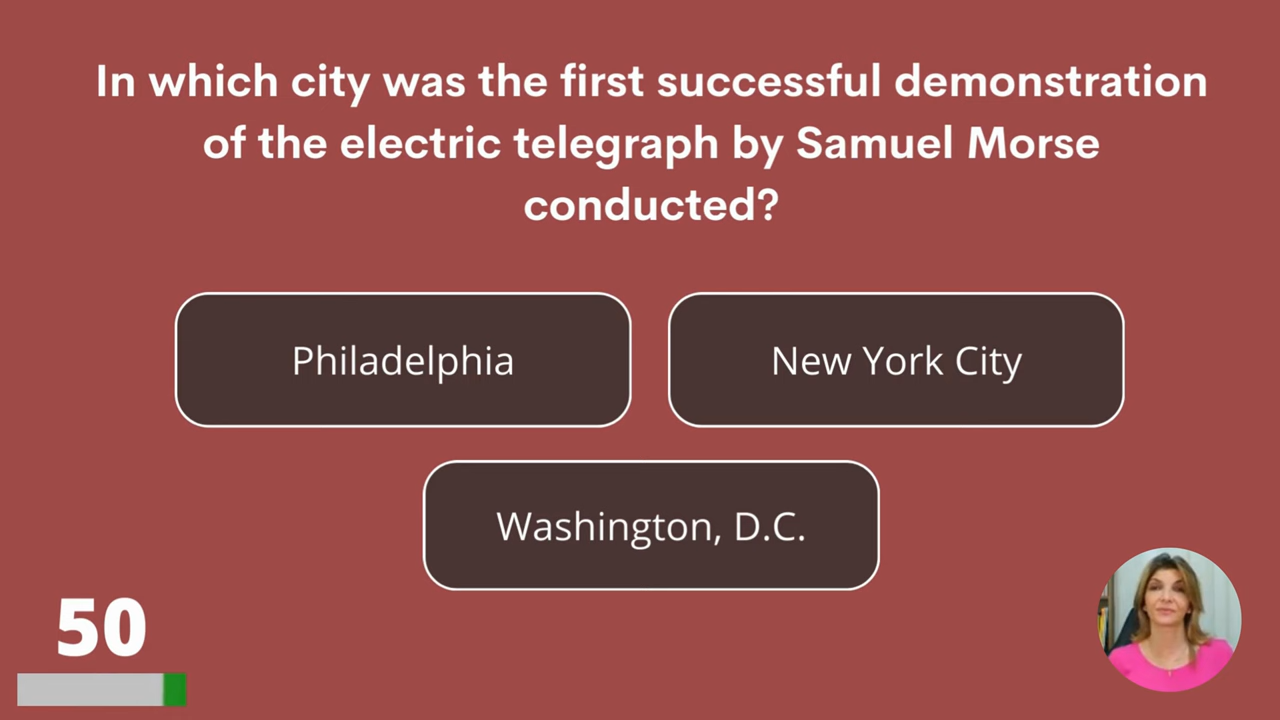 In which city was the first successful demonstration
of the electric telegraph by Samuel Morse
conducted?
Philadelphia
New York City
Washington, D.C.
50